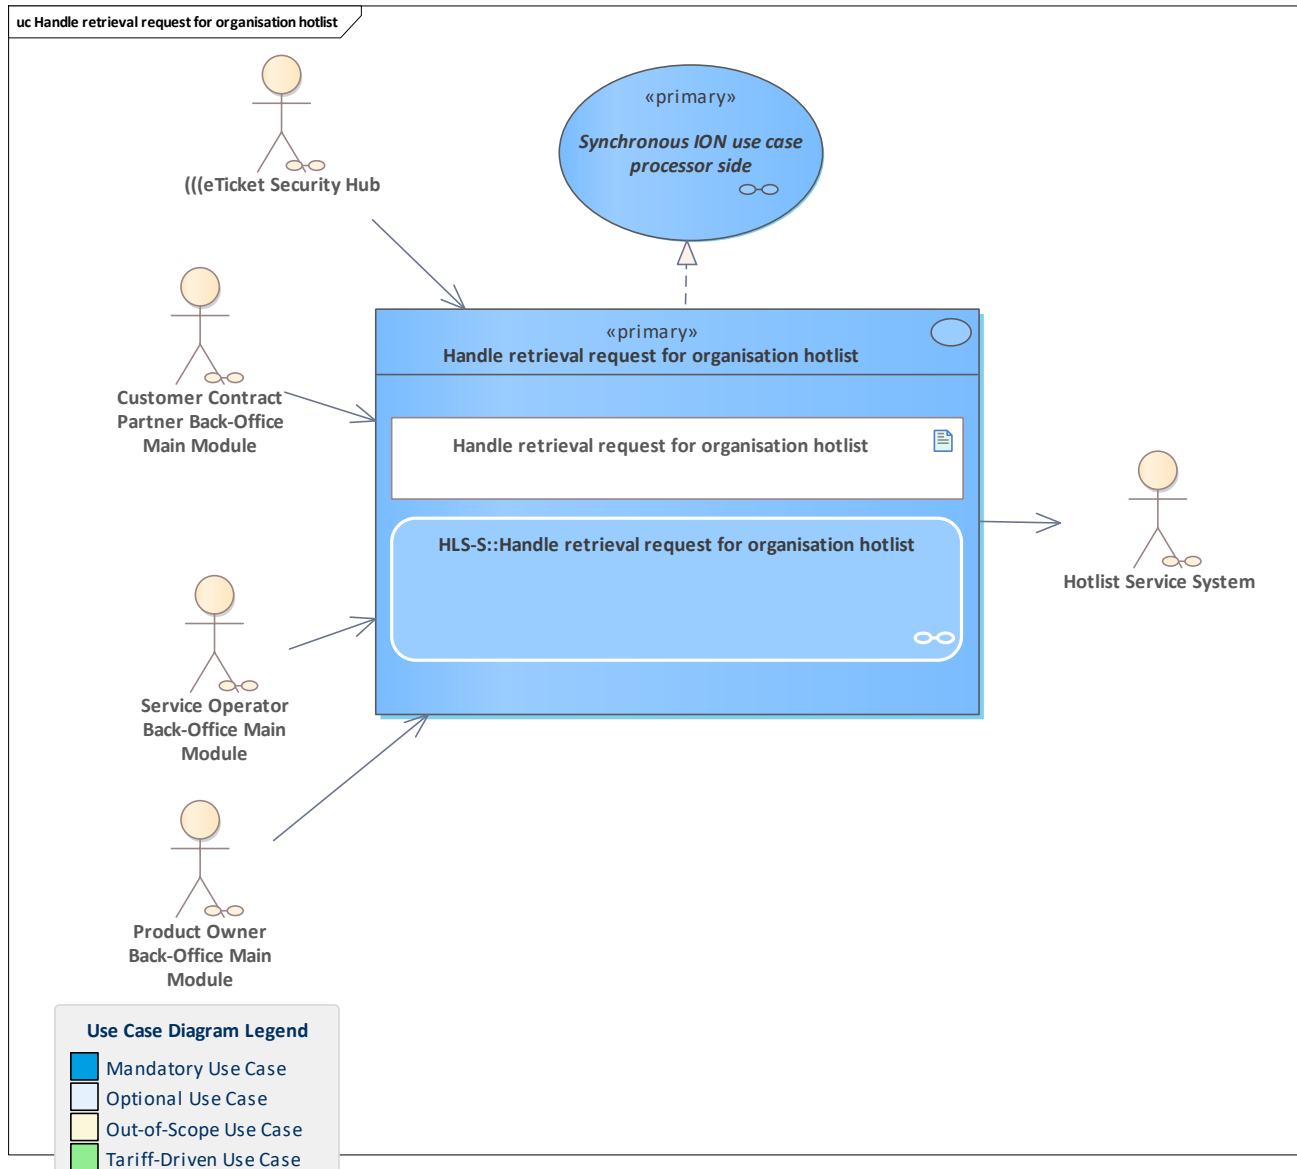 uc Handle retrieval request for organisation hotlist
«primary»
Synchronous ION use case
processor side
(((eTicket Security Hub
Customer Contract
Partner Back-Office
Main Module
«primary»
Handle retrieval request for organisation hotlist
Handle retrieval request for organisation hotlist
HLS-S::Handle retrieval request for organisation hotlist
Hotlist Service System
Service Operator
Back-Office Main
Module
Product Owner
Back-Office Main
Module
Use Case Diagram Legend
Mandatory Use Case
Optional Use Case
Out-of-Scope Use Case
Tariff-Driven Use Case